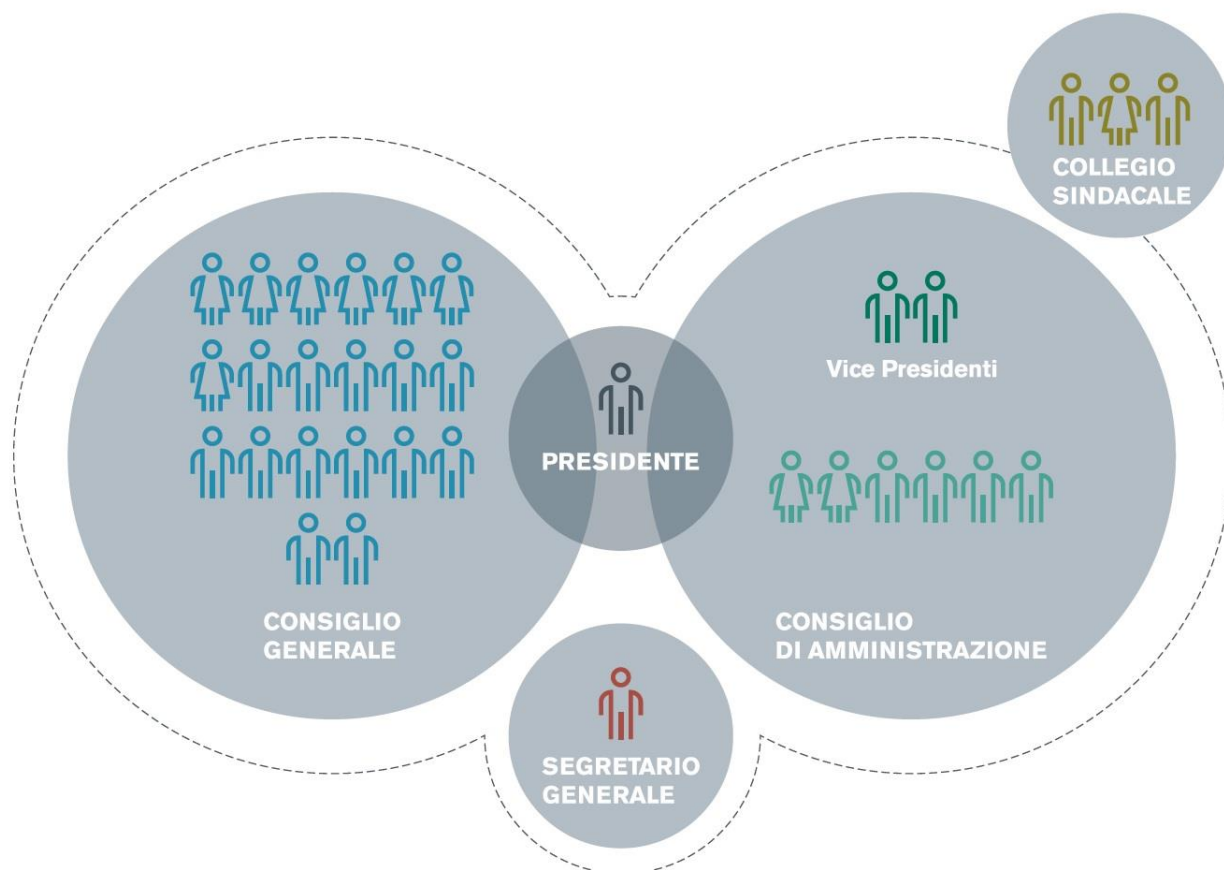 COLLEGIO
SINDACALE
Vice Presidenti
PRESIDENTE
CONSIGLIO
GENERALE
CONSIGLIO
DI AMMINISTRAZIONE
SEGRETARIO
GENERALE